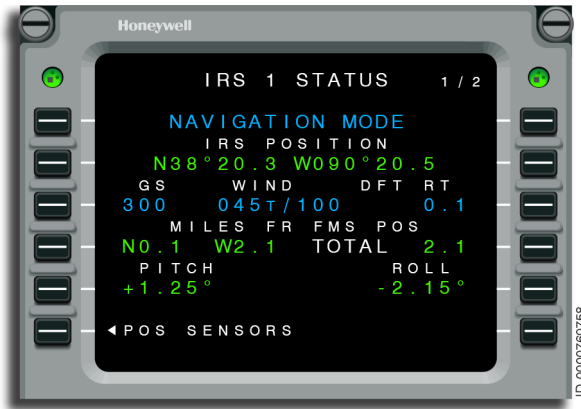 Honeywell
IRS 1 STATUS 1 / 2
NAVIGATION MODE
IRS POSITION
N38°20.3 W090°20.5
GS WIND DFT RT
300 045T/100 0.1
MILES FR FMS POS
N0.1 W2.1 TOTAL 2.1
PITCH ROLL
+1.25° -2.15°
◀POS SENSORS
ID 0000760758